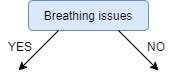 Breathing issues
YES
NO